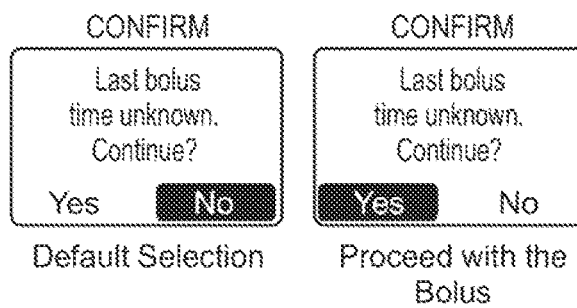 CONFIRM
Last bolus
time unknown.
Continue?
Yes No
Default Selection
CONFIRM
Last bolus
time unknown.
Continue?
Yes No
Proceed with the
Bolus